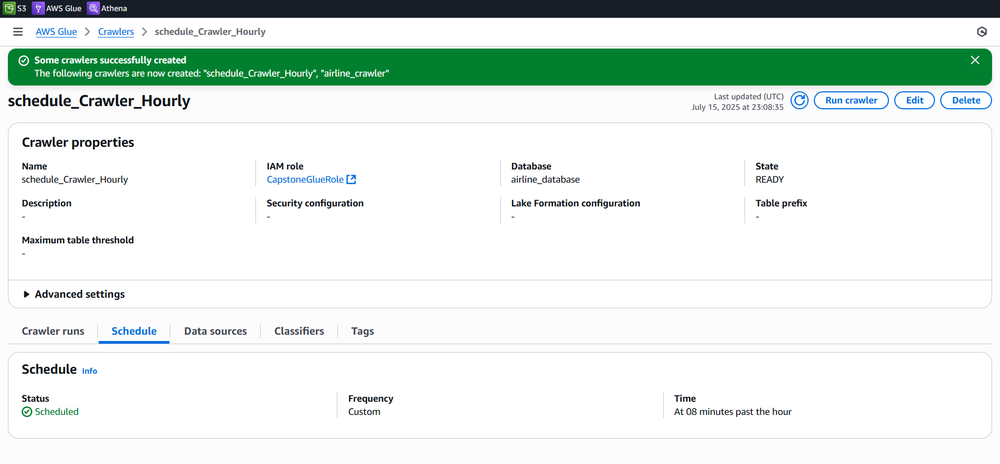 S3 AWS Glue Athena
AWS Glue Crawlers schedule_Crawler_Hourly
Some crawlers successfully created
The following crawlers are now created: "schedule_Crawler_Hourly", "airline_crawler"
schedule_Crawler_Hourly
Last updated (UTC)
July 15, 2025 at 23:08:35
Run crawler Edit Delete
Crawler properties
Name IAM role Database State
schedule_Crawler_Hourly CapstoneGlueRole airline_database READY
Description Security configuration Lake Formation configuration Table prefix
- - - -
Maximum table threshold
-
Advanced settings
Crawler runs Schedule Data sources Classifiers Tags
Schedule Info
Status Frequency Time
Scheduled Custom At 08 minutes past the hour